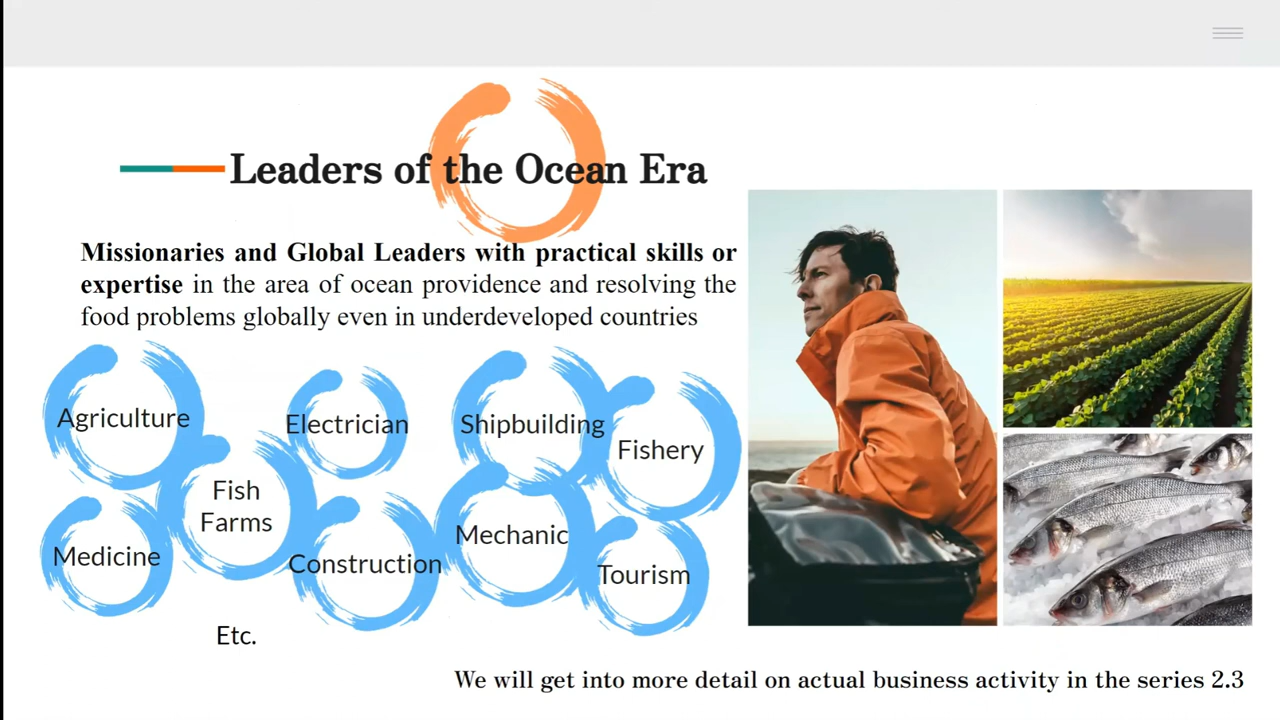 Leaders of the Ocean Era
Missionaries and Global Leaders with practical skills or
expertise in the area of ocean providence and resolving the
food problems globally even in underdeveloped countries
Agriculture
Electrician
Shipbuilding
Fishery
Fish
Farms
Medicine
Construction
Mechanic
Tourism
Etc.
We will get into more detail on actual business activity in the series 2.3